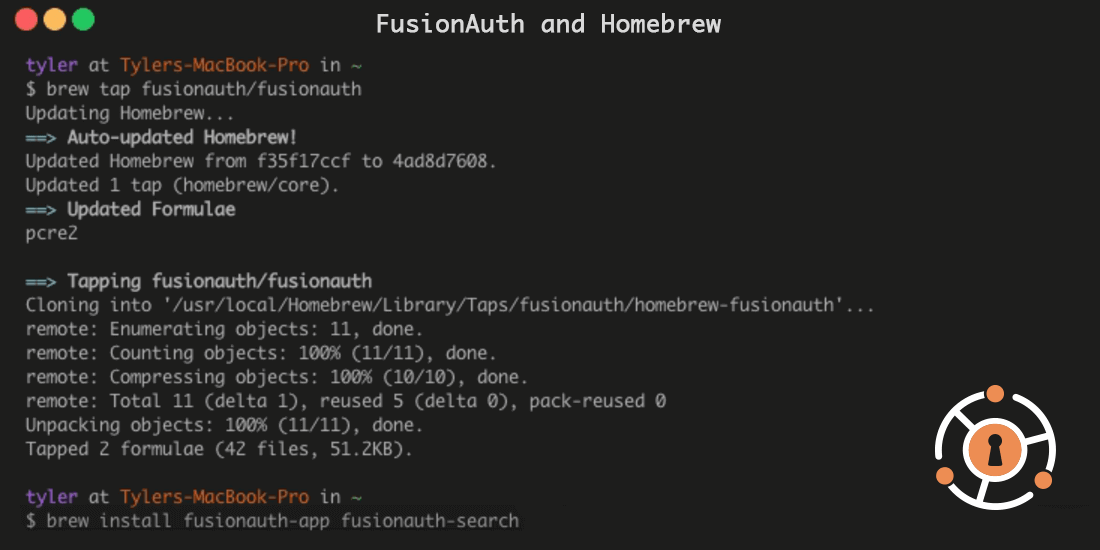 FusionAuth and Homebrew
tyler at Tylers-MacBook-Pro in ~
$ brew tap fusionauth/fusionauth
Updating Homebrew...
==> Auto-updated Homebrew!
Updated Homebrew from f35f17ccf to 4ad8d7608.
Updated 1 tap (homebrew/core).
==> Updated Formulae
pcre2
==> Tapping fusionauth/fusionauth
Cloning into '/usr/local/Homebrew/Library/Taps/fusionauth/homebrew-fusionauth'...
remote: Enumerating objects: 11, done.
remote: Counting objects: 100% (11/11), done.
remote: Compressing objects: 100% (10/10), done.
remote: Total 11 (delta 1), reused 5 (delta 0), pack-reused 0
Unpacking objects: 100% (11/11), done.
Tapped 2 formulae (42 files, 51.2KB).
tyler at Tylers-MacBook-Pro in ~
$ brew install fusionauth-app fusionauth-search